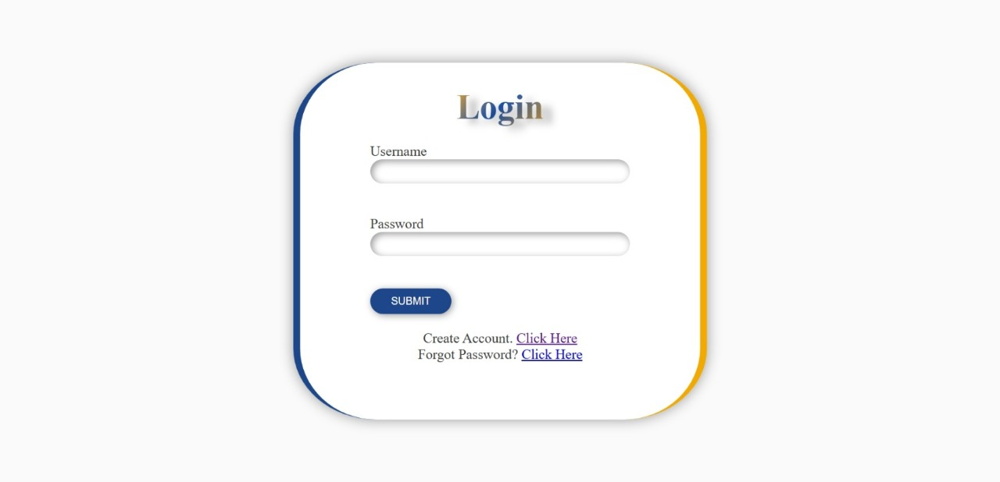 Login
Username
Password
SUBMIT
Create Account. Click Here
Forgot Password? Click Here